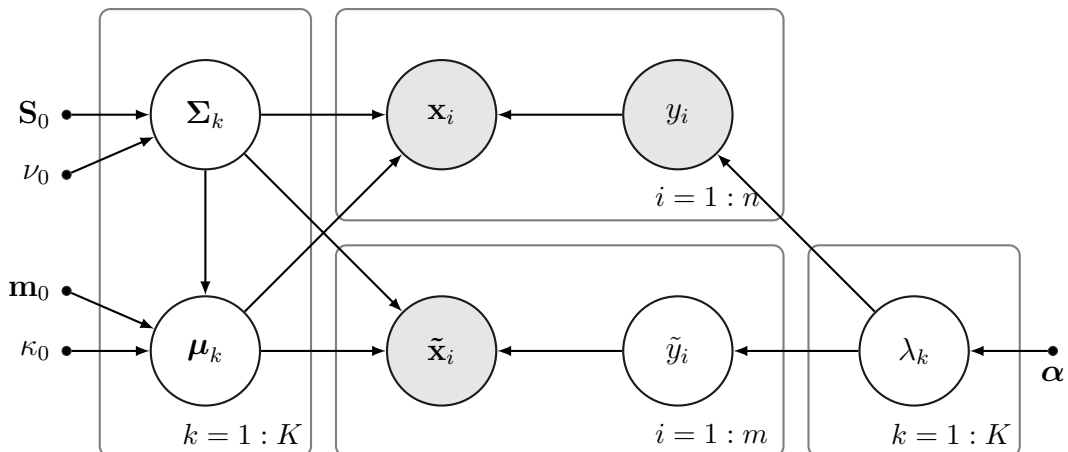 𝐒₀ 𝚺ₖ 𝐱ᵢ yᵢ
ν₀
i = 1 : n
𝐦₀
κ₀ 𝝁ₖ 𝐱̃ᵢ ỹᵢ λₖ 𝜶
k = 1 : K i = 1 : m k = 1 : K